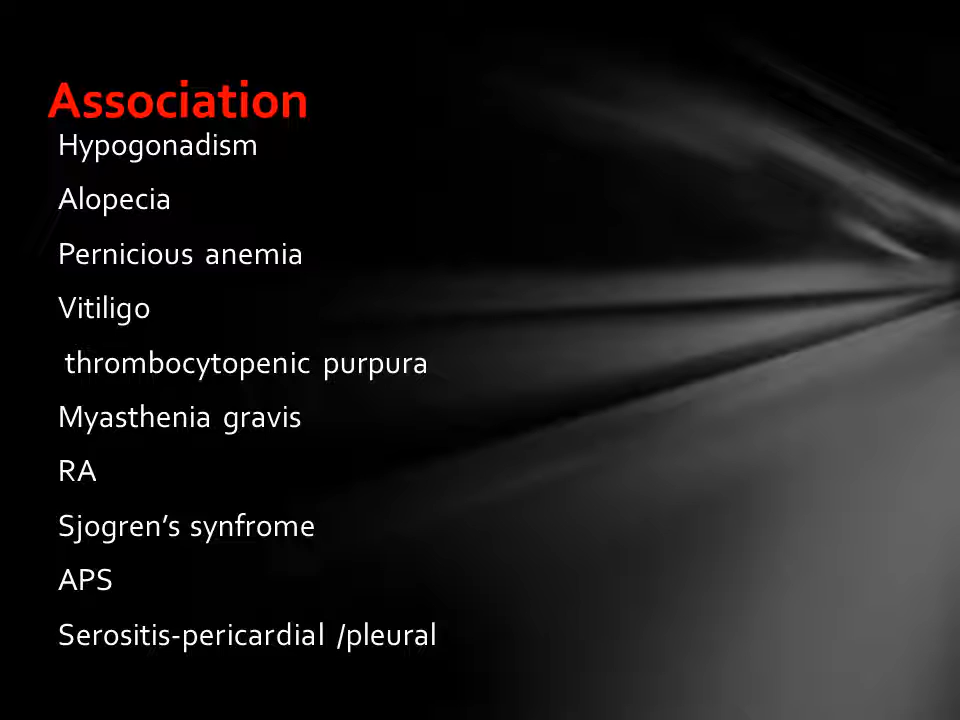 Association
Hypogonadism
Alopecia
Pernicious anemia
Vitiligo
thrombocytopenic purpura
Myasthenia gravis
RA
Sjogren’s synfrome
APS
Serositis-pericardial /pleural